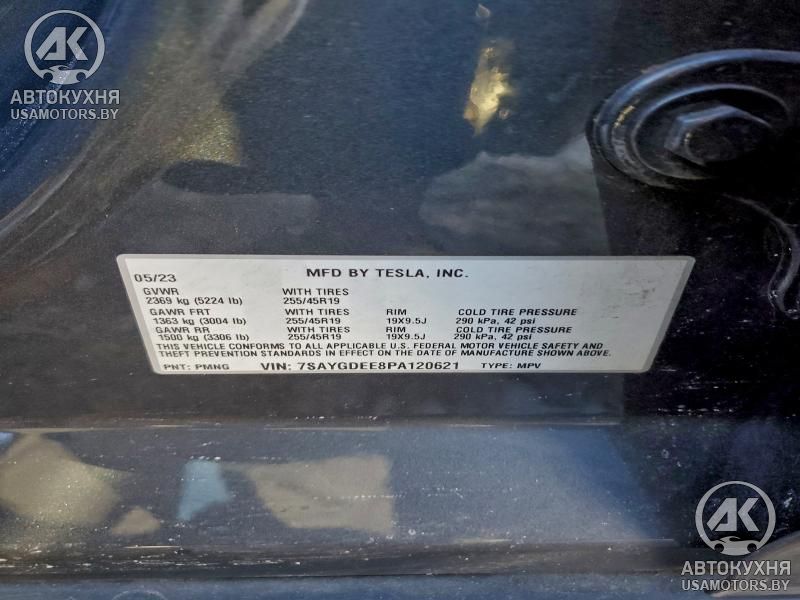 AK
АВТОКУХНЯ
USAMOTORS.BY
05/23 MFD BY TESLA, INC.
GVWR WITH TIRES
2369 kg (5224 lb) 255/45R19
GAWR FRT WITH TIRES RIM COLD TIRE PRESSURE
1363 kg (3004 lb) 255/45R19 19X9.5J 290 kPa, 42 psi
GAWR RR WITH TIRES RIM COLD TIRE PRESSURE
1500 kg (3306 lb) 255/45R19 19X9.5J 290 kPa, 42 psi
THIS VEHICLE CONFORMS TO ALL APPLICABLE U.S. FEDERAL MOTOR VEHICLE SAFETY AND
THEFT PREVENTION STANDARDS IN EFFECT ON THE DATE OF MANUFACTURE SHOWN ABOVE.
PNT: PMNG VIN: 7SAYGDEE8PA120621 TYPE: MPV
AK
АВТОКУХНЯ
USAMOTORS.BY